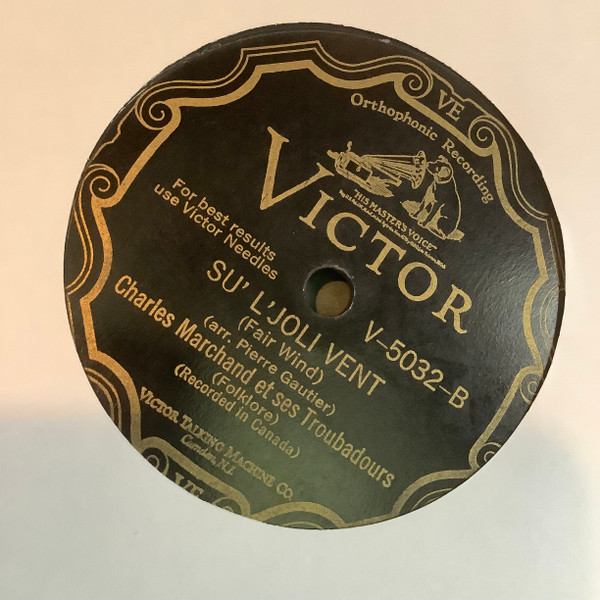 VE
Orthophonic Recording
"HIS MASTER'S VOICE"
VICTOR
For best results
use Victor Needles
V-5032-B
SU' L'JOLI VENT
(Fair Wind)
(arr. Pierre Gautier)
Charles Marchand et ses Troubadours
(Folklore)
(Recorded in Canada)
VICTOR TALKING MACHINE CO.
Camden, N.J.
VE